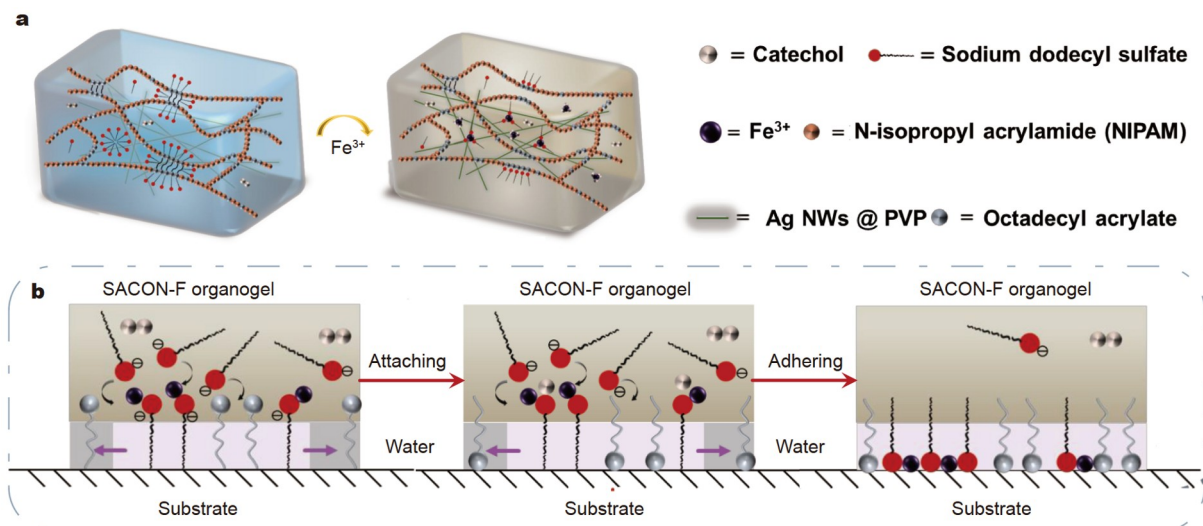 a
= Catechol
= Sodium dodecyl sulfate
Fe³⁺
= Fe³⁺
= N-isopropyl acrylamide (NIPAM)
= Ag NWs @ PVP
= Octadecyl acrylate
b
SACON-F organogel
SACON-F organogel
SACON-F organogel
Attaching
Adhering
Water
Water
Substrate
Substrate
Substrate